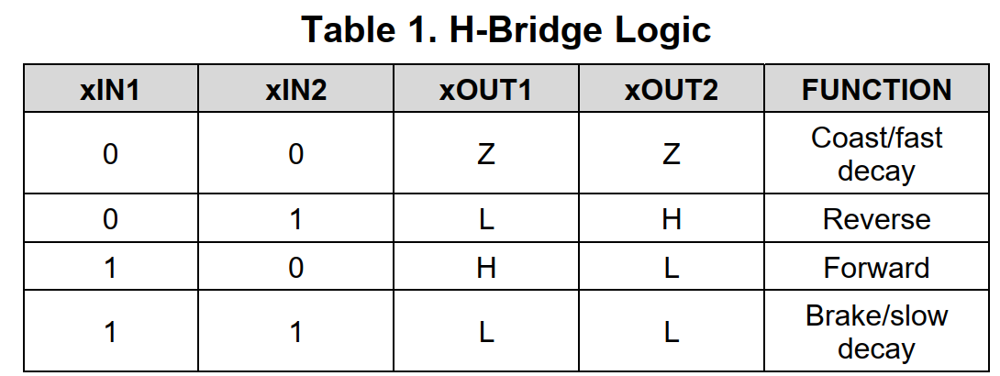 Table 1. H-Bridge Logic
xIN1 xIN2 xOUT1 xOUT2 FUNCTION
0 0 Z Z Coast/fast
decay
0 1 L H Reverse
1 0 H L Forward
1 1 L L Brake/slow
decay